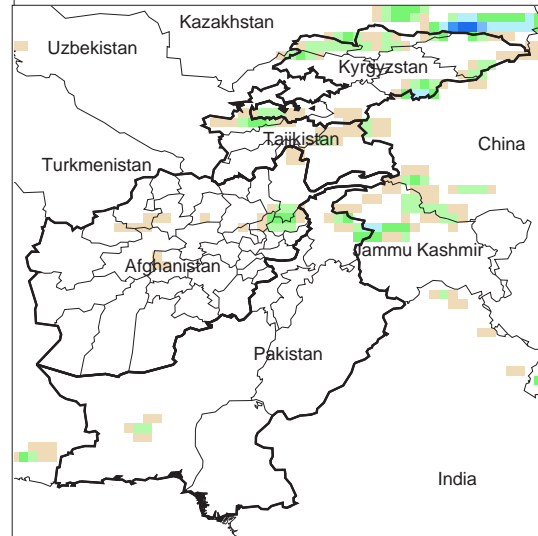 Kazakhstan
Uzbekistan
Kyrgyzstan
Tajikistan
China
Turkmenistan
Jammu Kashmir
Afghanistan
Pakistan
India